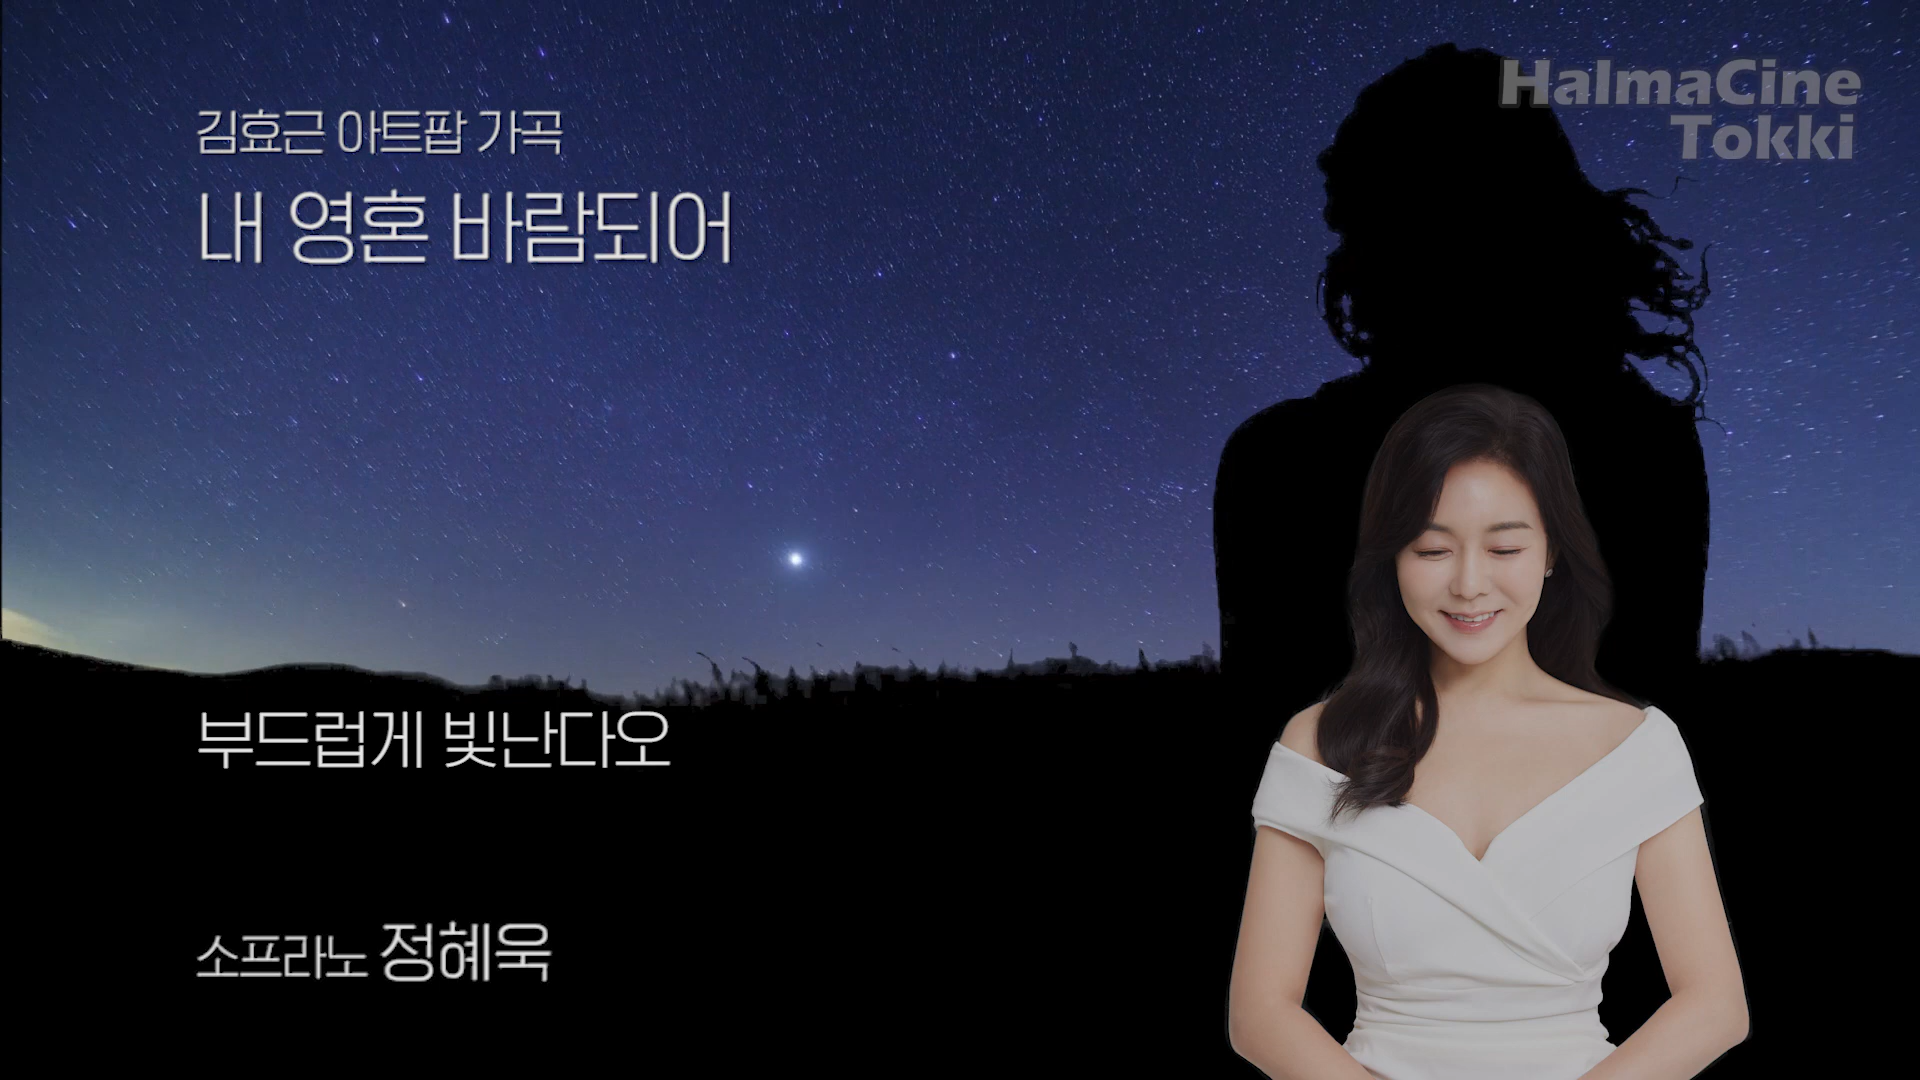 김효근 아트팝 가곡
내 영혼 바람되어
HalmaCine
Tokki
부드럽게 빛난다오
소프라노 정혜욱